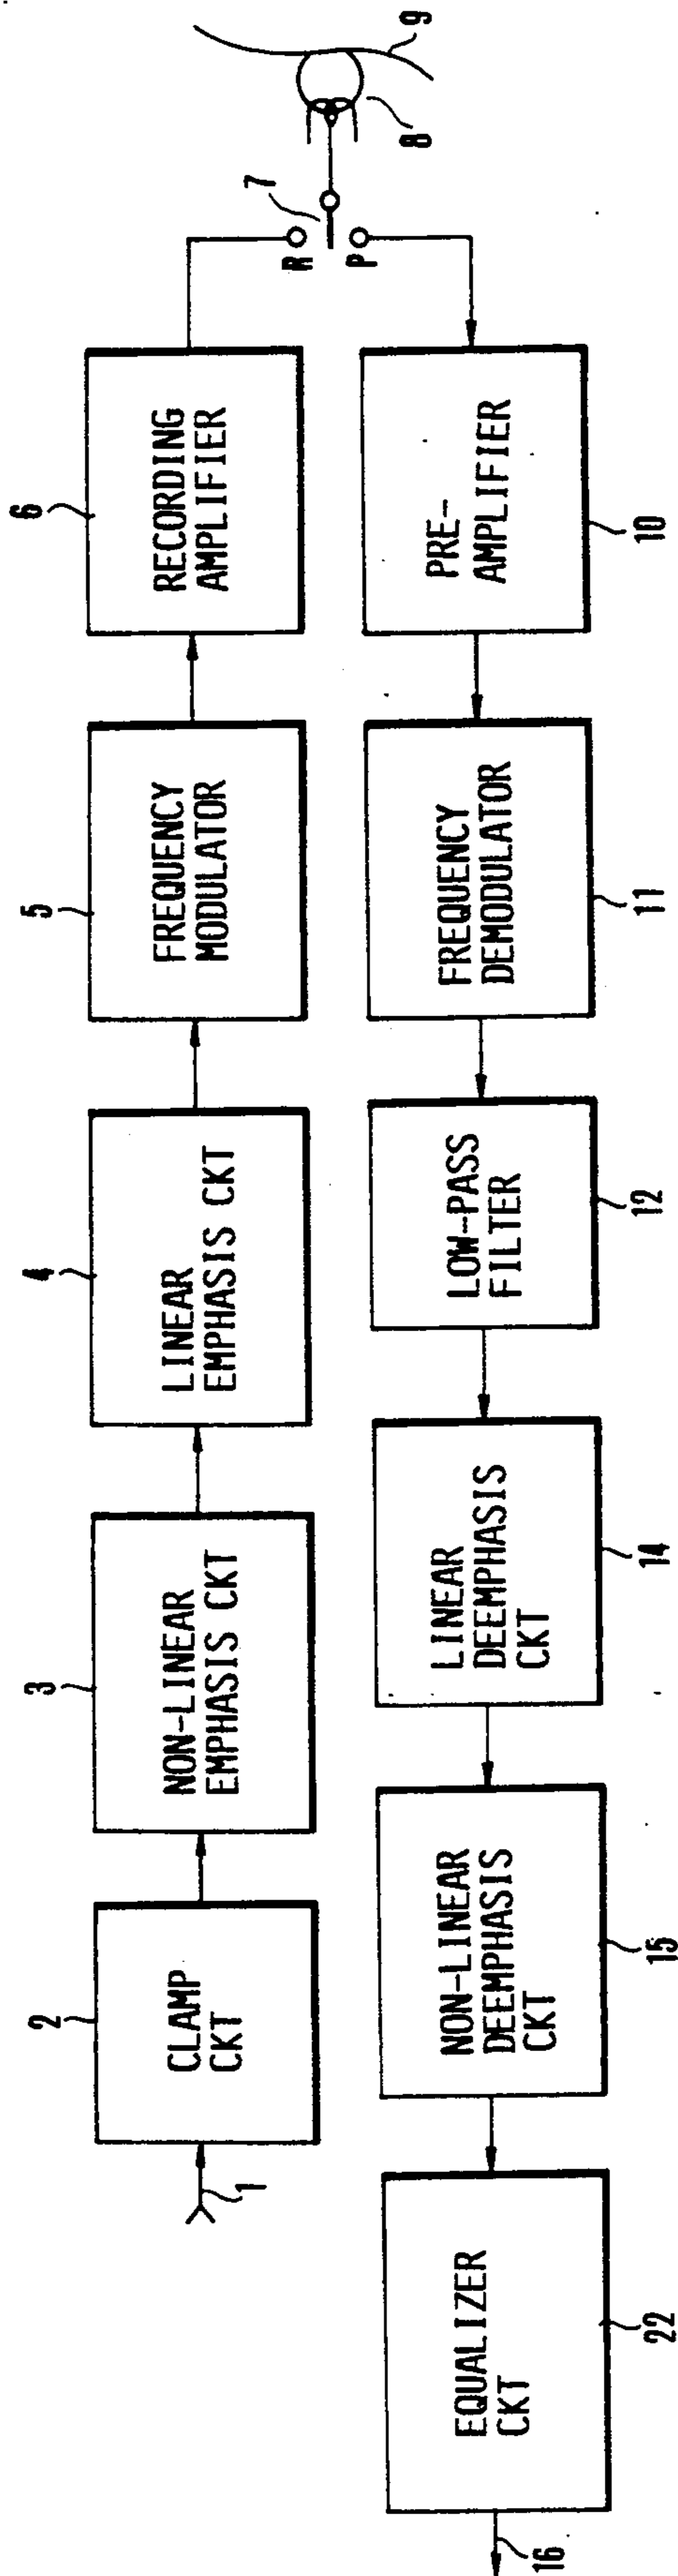 1
2
CLAMP
CKT
3
NON-LINEAR
EMPHASIS CKT
4
LINEAR
EMPHASIS CKT
5
FREQUENCY
MODULATOR
6
RECORDING
AMPLIFIER
7
R
P
8
9
PRE-
AMPLIFIER
10
FREQUENCY
DEMODULATOR
11
LOW-PASS
FILTER
12
LINEAR
DEEMPHASIS
CKT
14
NON-LINEAR
DEEMPHASIS
CKT
15
EQUALIZER
CKT
22
16